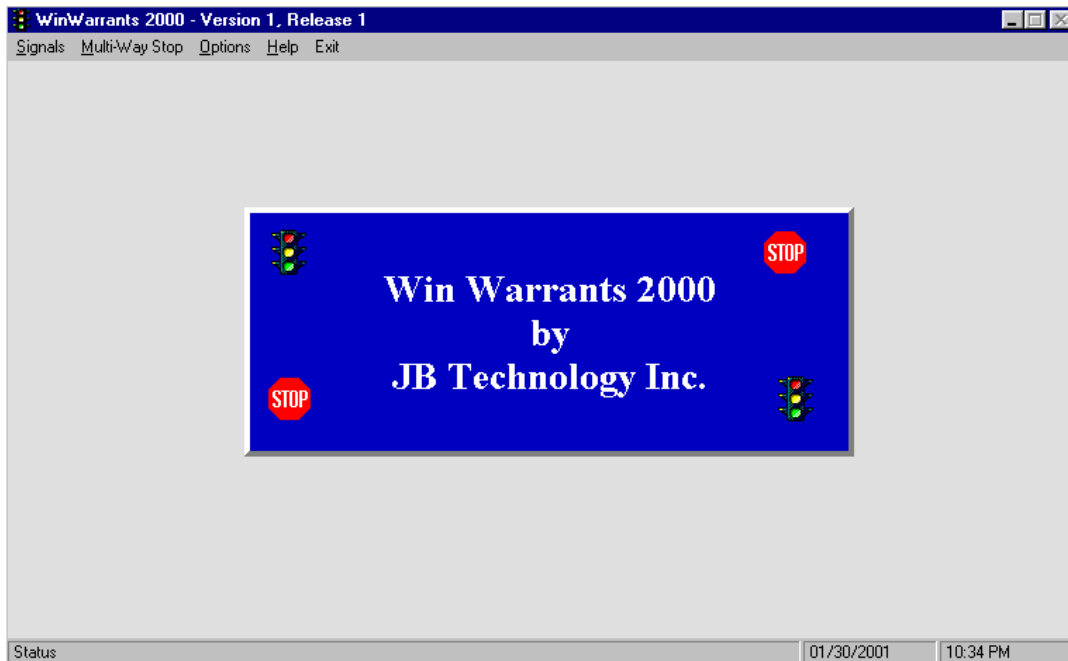 WinWarrants 2000 - Version 1, Release 1
Signals Multi-Way Stop Options Help Exit
STOP
Win Warrants 2000
by
JB Technology Inc.
STOP
Status 01/30/2001 10:34 PM